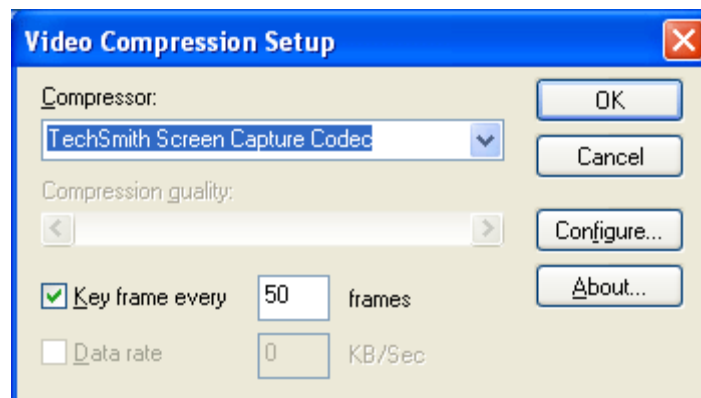 Video Compression Setup
Compressor:
OK
TechSmith Screen Capture Codec
Cancel
Compression quality:
Configure...
Key frame every 50 frames
About...
Data rate 0 KB/Sec